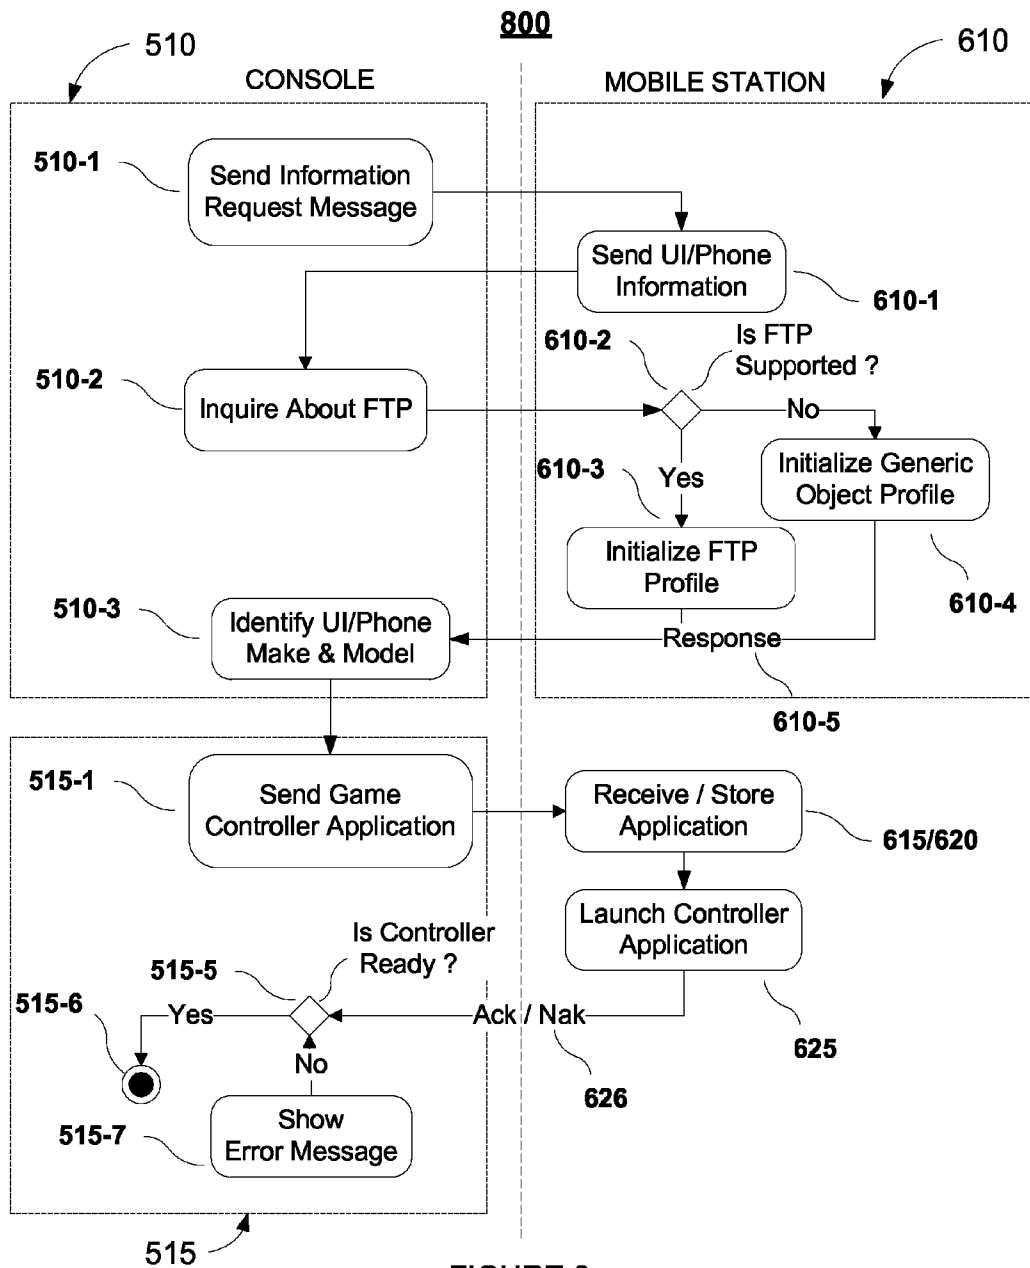 800
510
610
CONSOLE
MOBILE STATION
510-1
Send Information
Request Message
Send UI/Phone
Information
610-1
610-2
Is FTP
Supported ?
510-2
Inquire About FTP
No
610-3
Yes
Initialize Generic
Object Profile
Initialize FTP
Profile
510-3
Identify UI/Phone
Make & Model
Response
610-4
610-5
515-1
Send Game
Controller Application
Receive / Store
Application
615/620
Launch Controller
Application
Is Controller
Ready ?
515-5
515-6
Yes
Ack / Nak
625
No
626
515-7
Show
Error Message
515